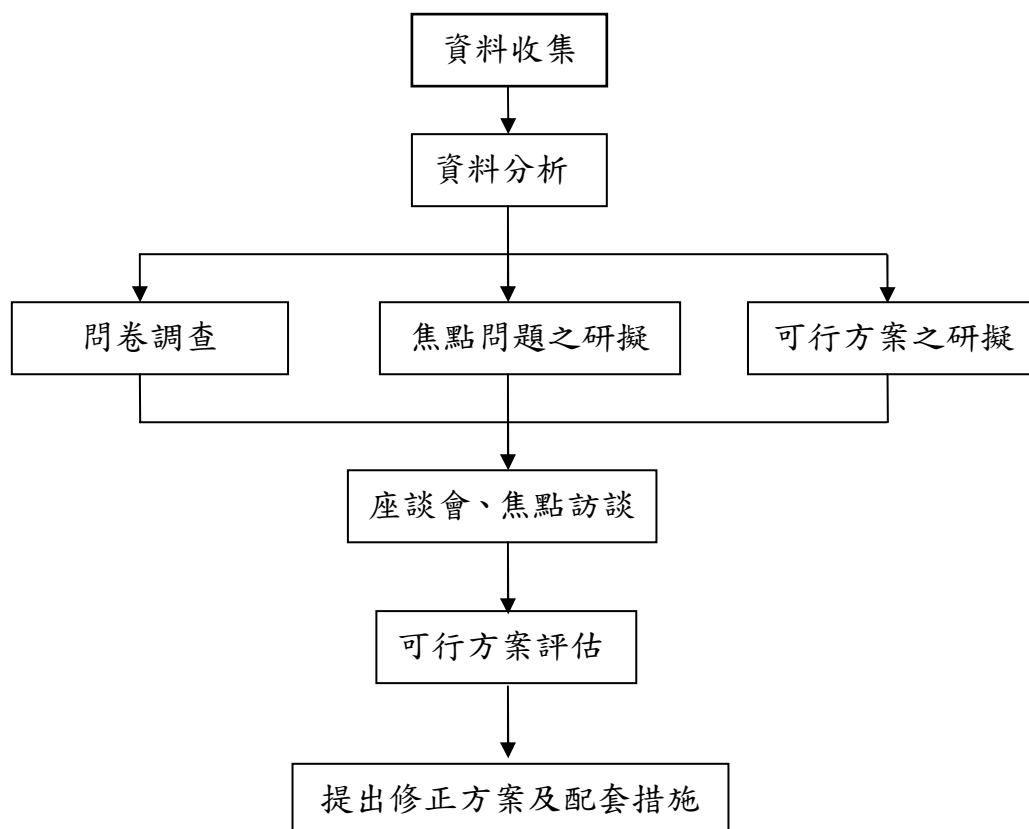 資料收集
資料分析
問卷調查
焦點問題之研擬
可行方案之研擬
座談會、焦點訪談
可行方案評估
提出修正方案及配套措施